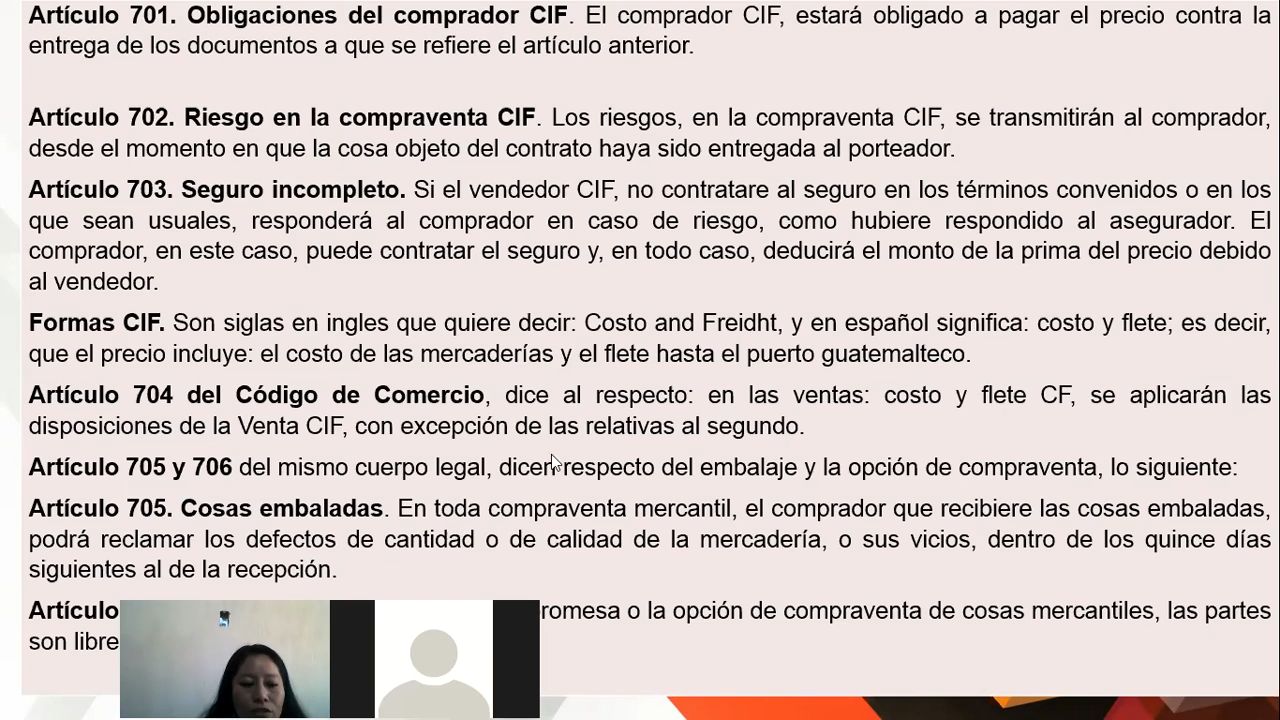 Artículo 701. Obligaciones del comprador CIF. El comprador CIF, estará obligado a pagar el precio contra la
entrega de los documentos a que se refiere el artículo anterior.
Artículo 702. Riesgo en la compraventa CIF. Los riesgos, en la compraventa CIF, se transmitirán al comprador,
desde el momento en que la cosa objeto del contrato haya sido entregada al porteador.
Artículo 703. Seguro incompleto. Si el vendedor CIF, no contratare al seguro en los términos convenidos o en los
que sean usuales, responderá al comprador en caso de riesgo, como hubiere respondido al asegurador. El
comprador, en este caso, puede contratar el seguro y, en todo caso, deducirá el monto de la prima del precio debido
al vendedor.
Formas CIF. Son siglas en ingles que quiere decir: Costo and Freidht, y en español significa: costo y flete; es decir,
que el precio incluye: el costo de las mercaderías y el flete hasta el puerto guatemalteco.
Artículo 704 del Código de Comercio, dice al respecto: en las ventas: costo y flete CF, se aplicarán las
disposiciones de la Venta CIF, con excepción de las relativas al segundo.
Artículo 705 y 706 del mismo cuerpo legal, dicen respecto del embalaje y la opción de compraventa, lo siguiente:
Artículo 705. Cosas embaladas. En toda compraventa mercantil, el comprador que recibiere las cosas embaladas,
podrá reclamar los defectos de cantidad o de calidad de la mercadería, o sus vicios, dentro de los quince días
siguientes al de la recepción.
Artículo romesa o la opción de compraventa de cosas mercantiles, las partes
son libre